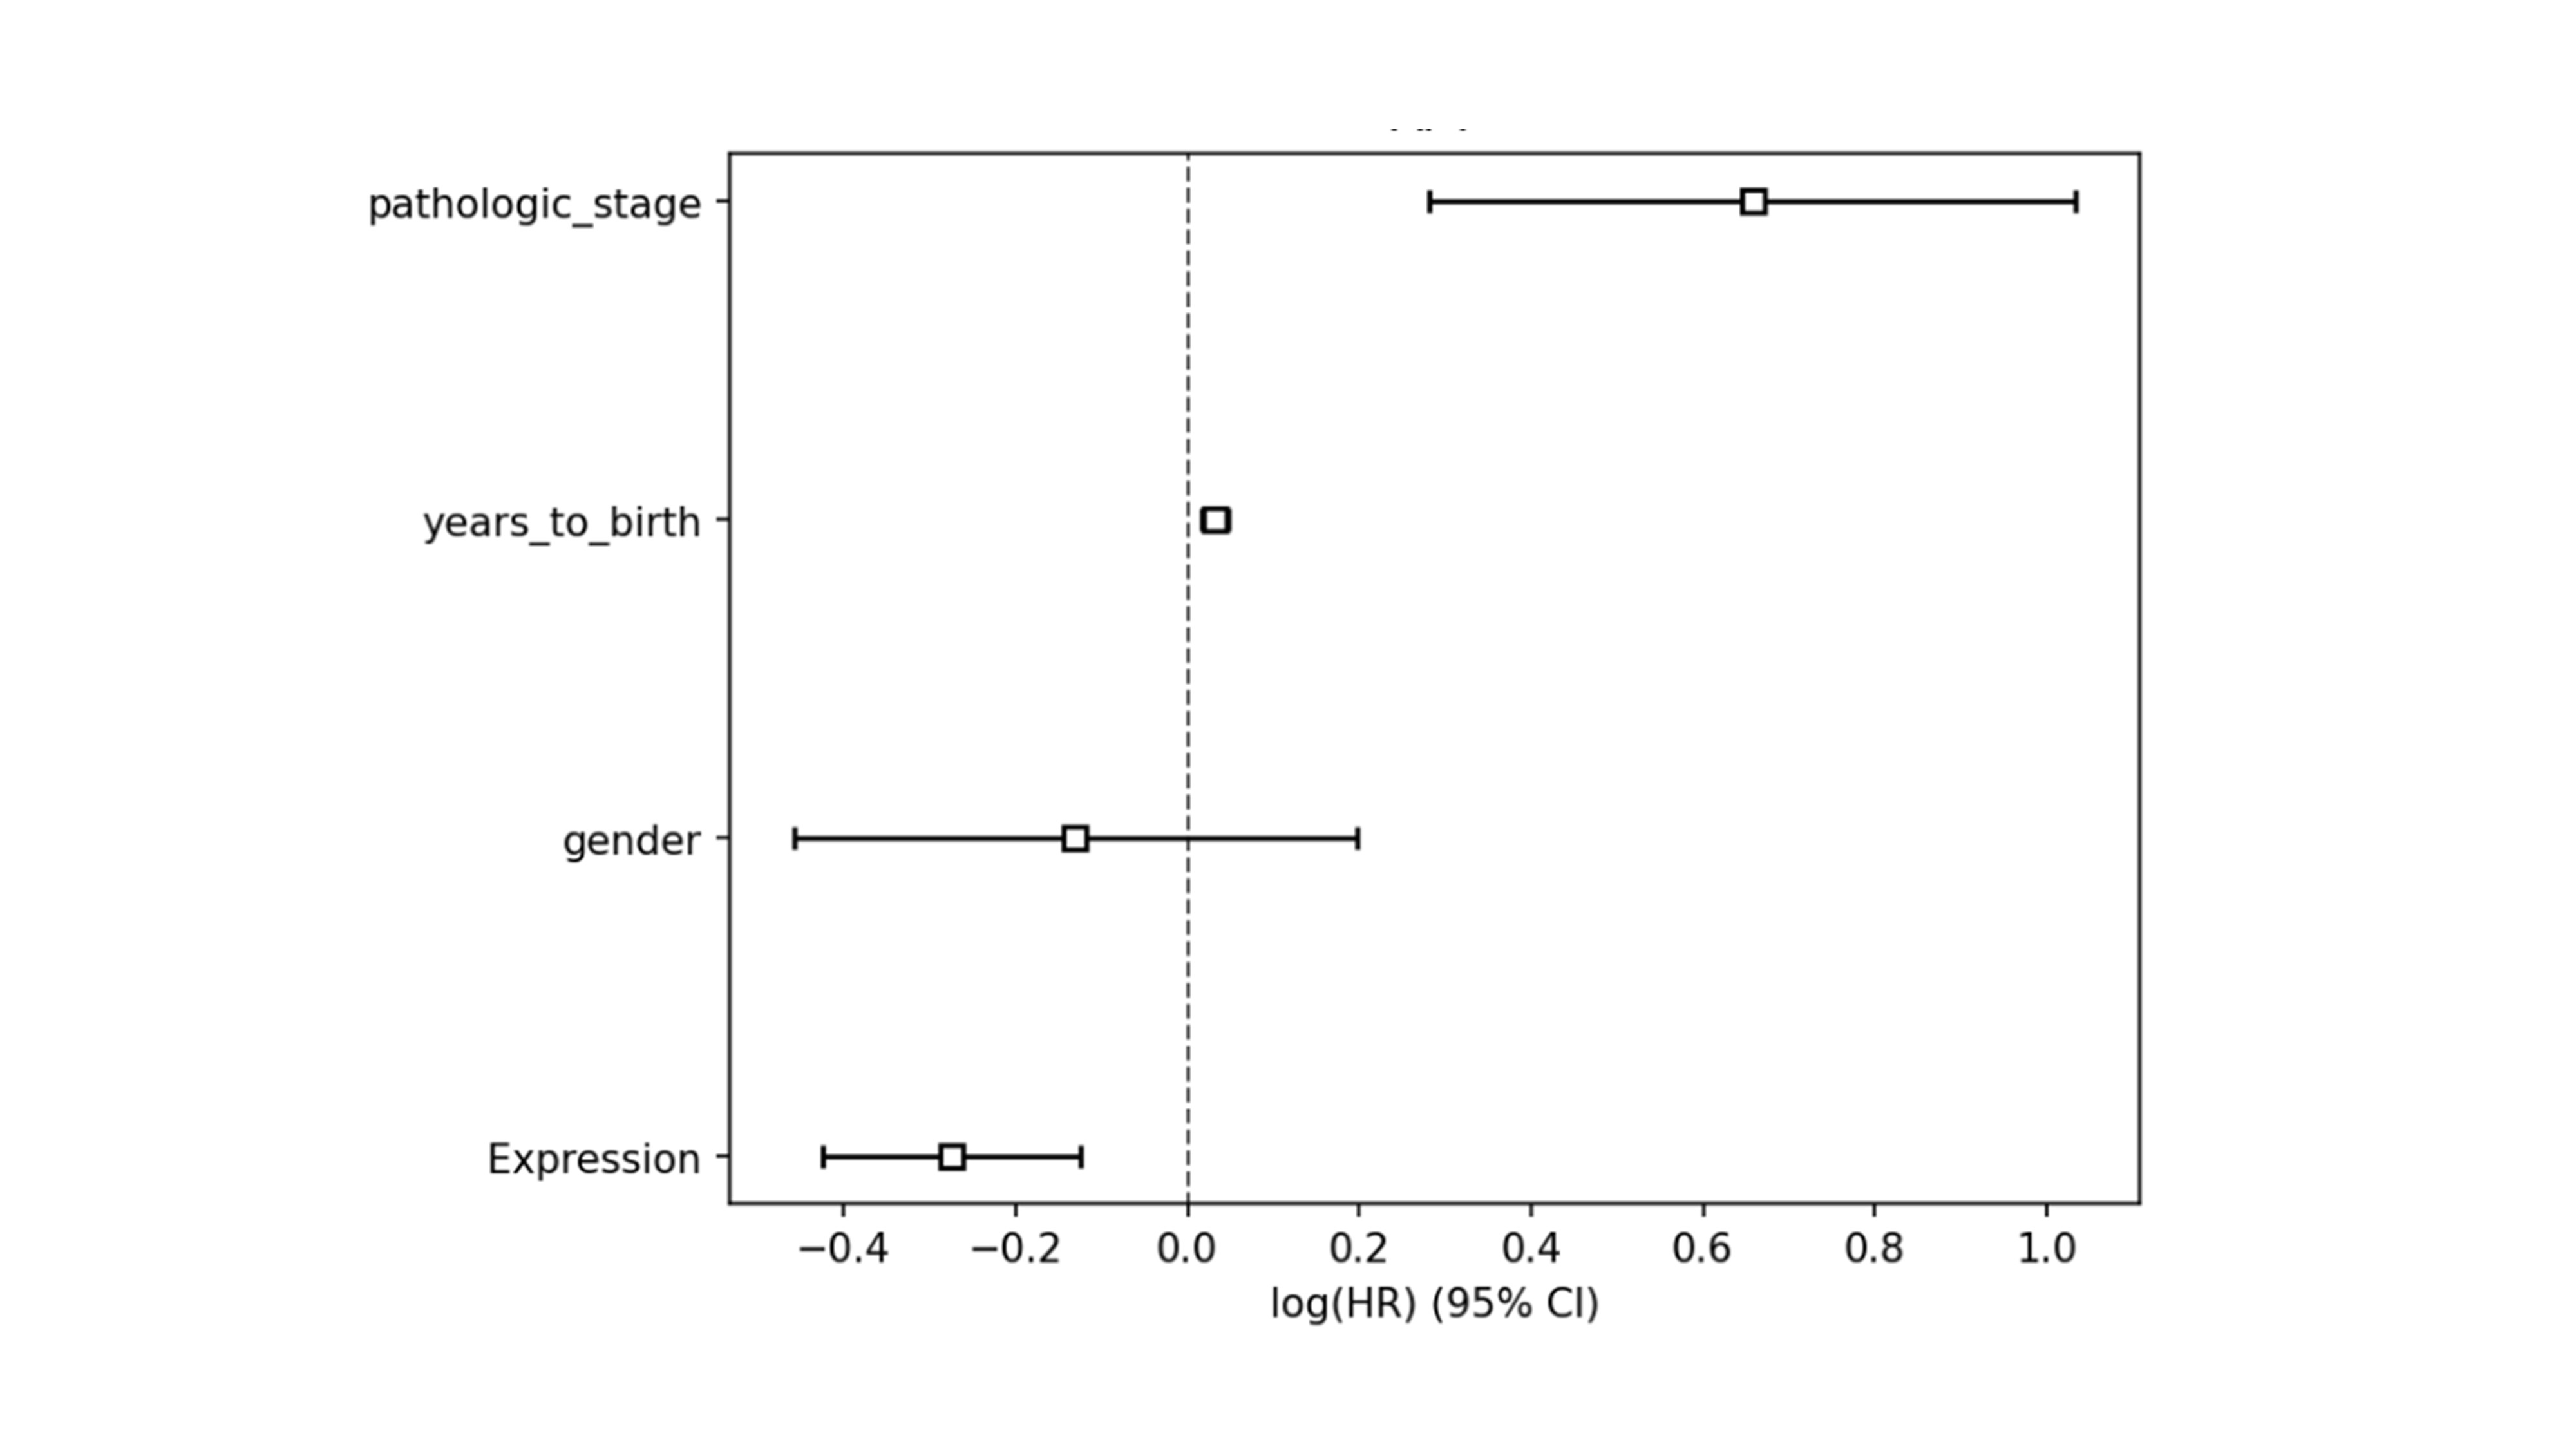 pathologic_stage
years_to_birth
gender
Expression
−0.4 −0.2 0.0 0.2 0.4 0.6 0.8 1.0
log(HR) (95% CI)